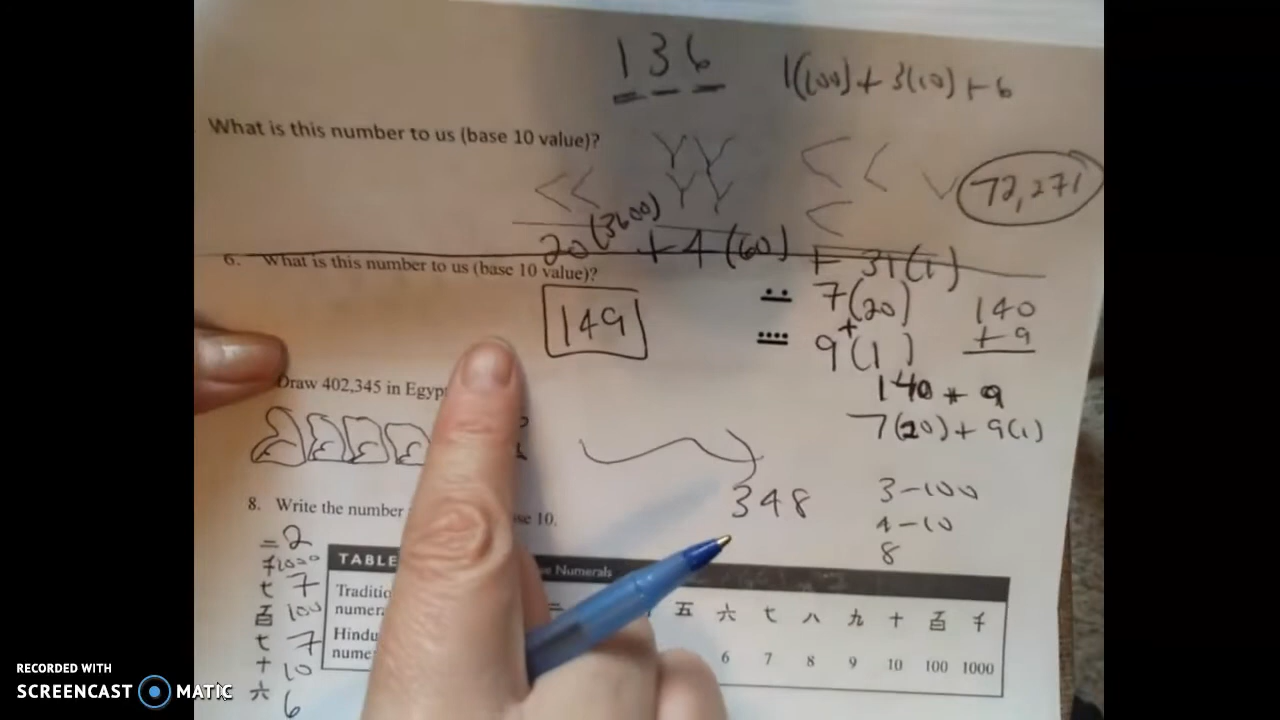 136 1(100)+3(10)+6
What is this number to us (base 10 value)?
72,271
20(3600) + 4(60) + 31(1)
6. What is this number to us (base 10 value)?
149
7(20)
+
9(1)
140
+9
140 + 9
7(20) + 9(1)
Draw 402,345 in Egyp
348
3-100
4-10
8
8. Write the number se 10.
二 2
千 1000
七 7
百 100
七 7
十 10
六 6
TABLE Numerals
Traditio
numera
五 六 七 八 九 十 百 千
Hindu
nume
6 7 8 9 10 100 1000
RECORDED WITH
SCREENCAST MATIC